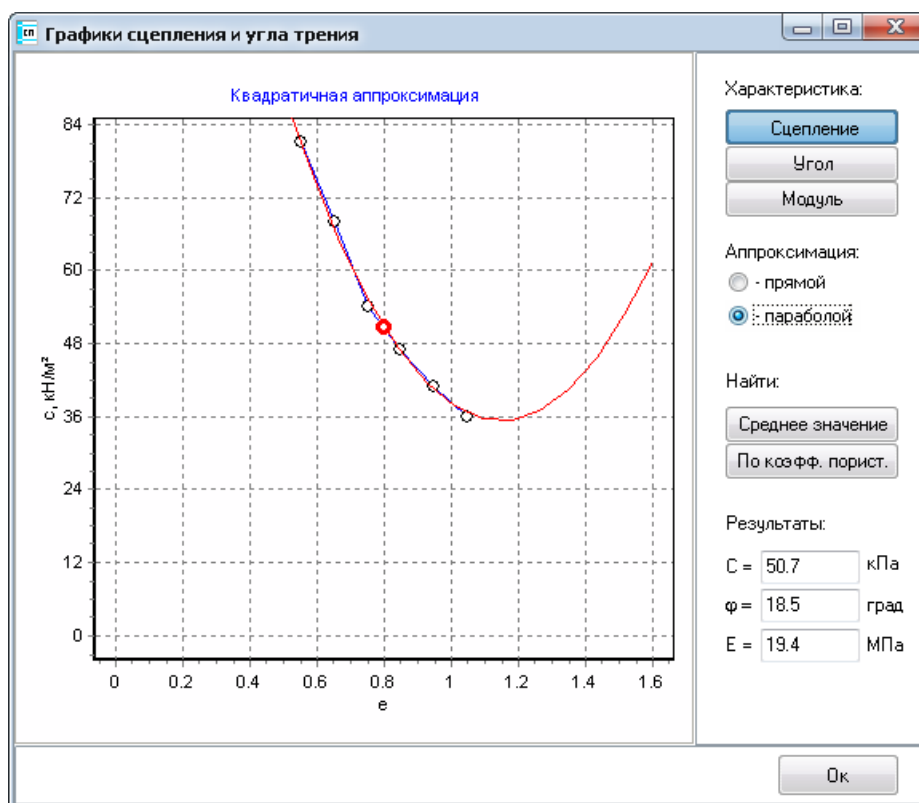 сп Графики сцепления и угла трения
Квадратичная аппроксимация
84
72
60
48
36
24
12
0
с, кН/м²
0 0.2 0.4 0.6 0.8 1 1.2 1.4 1.6
е
Характеристика:
Сцепление
Угол
Модуль
Аппроксимация:
- прямой
- параболой
Найти:
Среднее значение
По коэфф. порист.
Результаты:
C = 50.7 кПа
φ = 18.5 град
E = 19.4 МПа
Ок